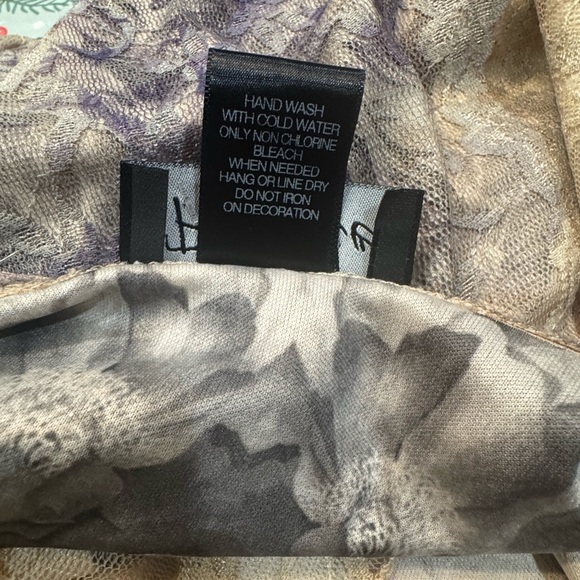 HAND WASH
WITH COLD WATER
ONLY NON CHLORINE
BLEACH
WHEN NEEDED
HANG OR LINE DRY
DO NOT IRON
ON DECORATION